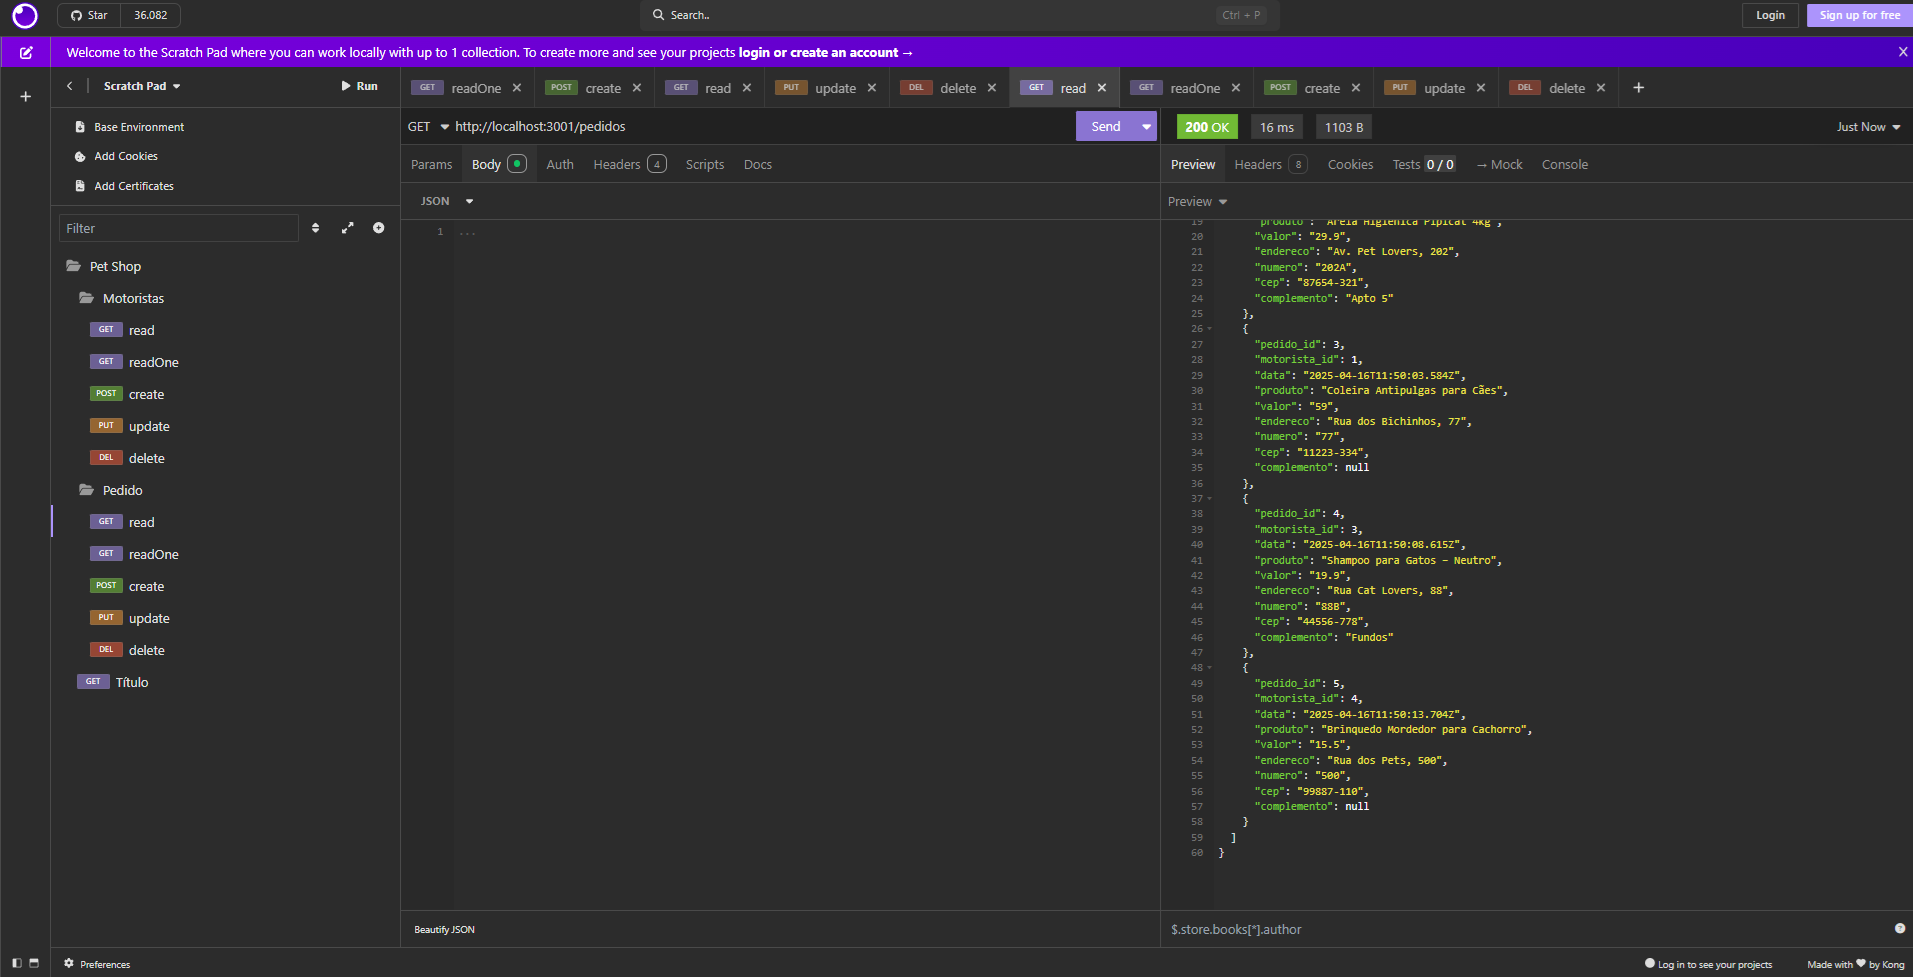 Star 36.082
Search.. Ctrl + P
Login Sign up for free
Welcome to the Scratch Pad where you can work locally with up to 1 collection. To create more and see your projects login or create an account →
Scratch Pad Run
GET readOne POST create GET read PUT update DEL delete GET read GET readOne POST create PUT update DEL delete
Base Environment
Add Cookies
Add Certificates
Filter
Pet Shop
Motoristas
GET read
GET readOne
POST create
PUT update
DEL delete
Pedido
GET read
GET readOne
POST create
PUT update
DEL delete
GET Título
GET http://localhost:3001/pedidos Send
Params Body Auth Headers 4 Scripts Docs
JSON
1 ...
Beautify JSON
200 OK 16 ms 1103 B Just Now
Preview Headers 8 Cookies Tests 0 / 0 → Mock Console
Preview
19 "produto": "Areia Higiênica Pipicat 4kg",
20 "valor": "29.9",
21 "endereco": "Av. Pet Lovers, 202",
22 "numero": "202A",
23 "cep": "87654-321",
24 "complemento": "Apto 5"
25 },
26 {
27 "pedido_id": 3,
28 "motorista_id": 1,
29 "data": "2025-04-16T11:50:03.584Z",
30 "produto": "Coleira Antipulgas para Cães",
31 "valor": "59",
32 "endereco": "Rua dos Bichinhos, 77",
33 "numero": "77",
34 "cep": "11223-334",
35 "complemento": null
36 },
37 {
38 "pedido_id": 4,
39 "motorista_id": 3,
40 "data": "2025-04-16T11:50:08.615Z",
41 "produto": "Shampoo para Gatos - Neutro",
42 "valor": "19.9",
43 "endereco": "Rua Cat Lovers, 88",
44 "numero": "88B",
45 "cep": "44556-778",
46 "complemento": "Fundos"
47 },
48 {
49 "pedido_id": 5,
50 "motorista_id": 4,
51 "data": "2025-04-16T11:50:13.704Z",
52 "produto": "Brinquedo Mordedor para Cachorro",
53 "valor": "15.5",
54 "endereco": "Rua dos Pets, 500",
55 "numero": "500",
56 "cep": "99887-110",
57 "complemento": null
58 }
59 ]
60 }
$.store.books[*].author
Preferences
Log in to see your projects Made with ♥ by Kong